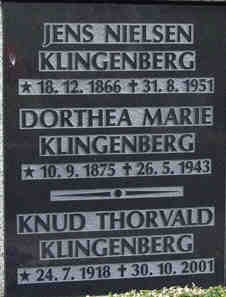 JENS NIELSEN
KLINGENBERG
★ 18. 12. 1866 ✝ 31. 8. 1951
DORTHEA MARIE
KLINGENBERG
★ 10. 9. 1875 ✝ 26. 5. 1943
KNUD THORVALD
KLINGENBERG
★ 24. 7. 1918 ✝ 30. 10. 2001